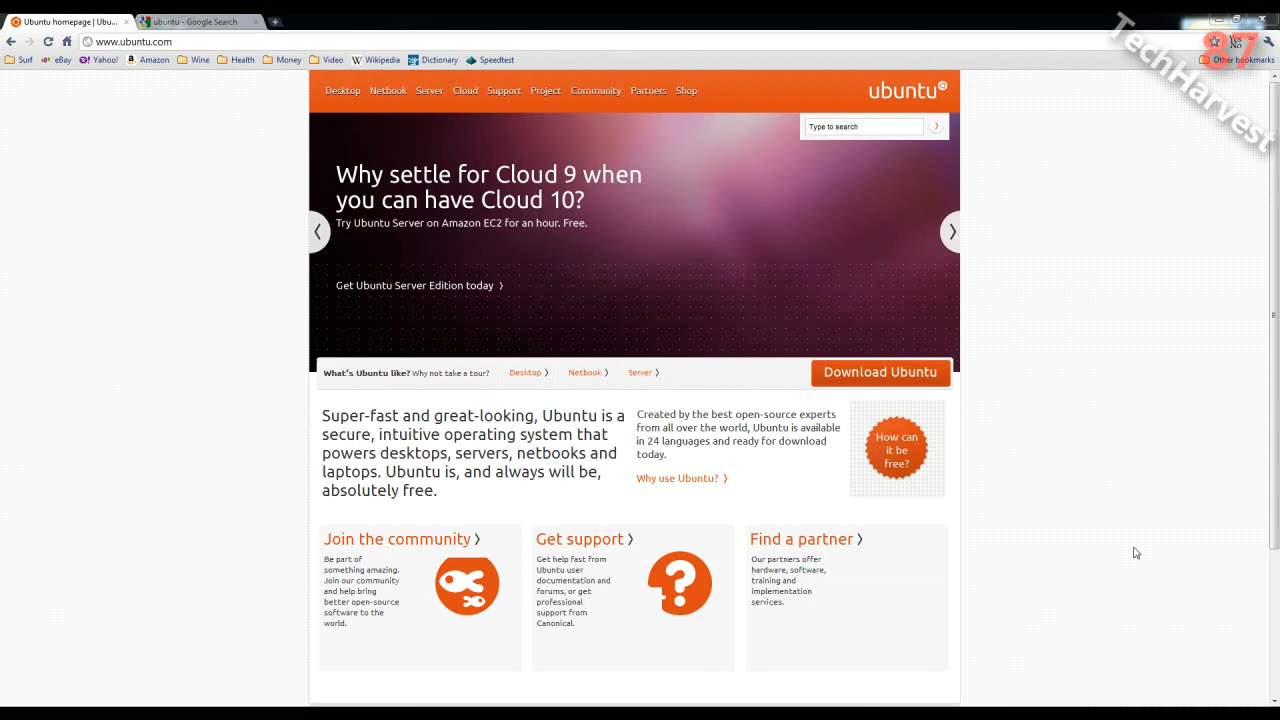 Ubuntu homepage | Ubu...
ubuntu - Google Search
www.ubuntu.com
Surf eBay Yahoo! Amazon Wine Health Money Video Wikipedia Dictionary Speedtest
Yes
No
Other bookmarks
TechHarvest
87
Desktop Netbook Server Cloud Support Project Community Partners Shop
ubuntu
Type to search
Why settle for Cloud 9 when
you can have Cloud 10?
Try Ubuntu Server on Amazon EC2 for an hour. Free.
Get Ubuntu Server Edition today
What's Ubuntu like? Why not take a tour? Desktop Netbook Server
Download Ubuntu
Super-fast and great-looking, Ubuntu is a
secure, intuitive operating system that
powers desktops, servers, netbooks and
laptops. Ubuntu is, and always will be,
absolutely free.
Created by the best open-source experts
from all over the world, Ubuntu is available
in 24 languages and ready for download
today.
Why use Ubuntu?
How can
it be
free?
Join the community
Be part of
something amazing.
Join our community
and help bring
better open-source
software to the
world.
Get support
Get help fast from
Ubuntu user
documentation and
forums, or get
professional
support from
Canonical.
Find a partner
Our partners offer
hardware, software,
training and
implementation
services.